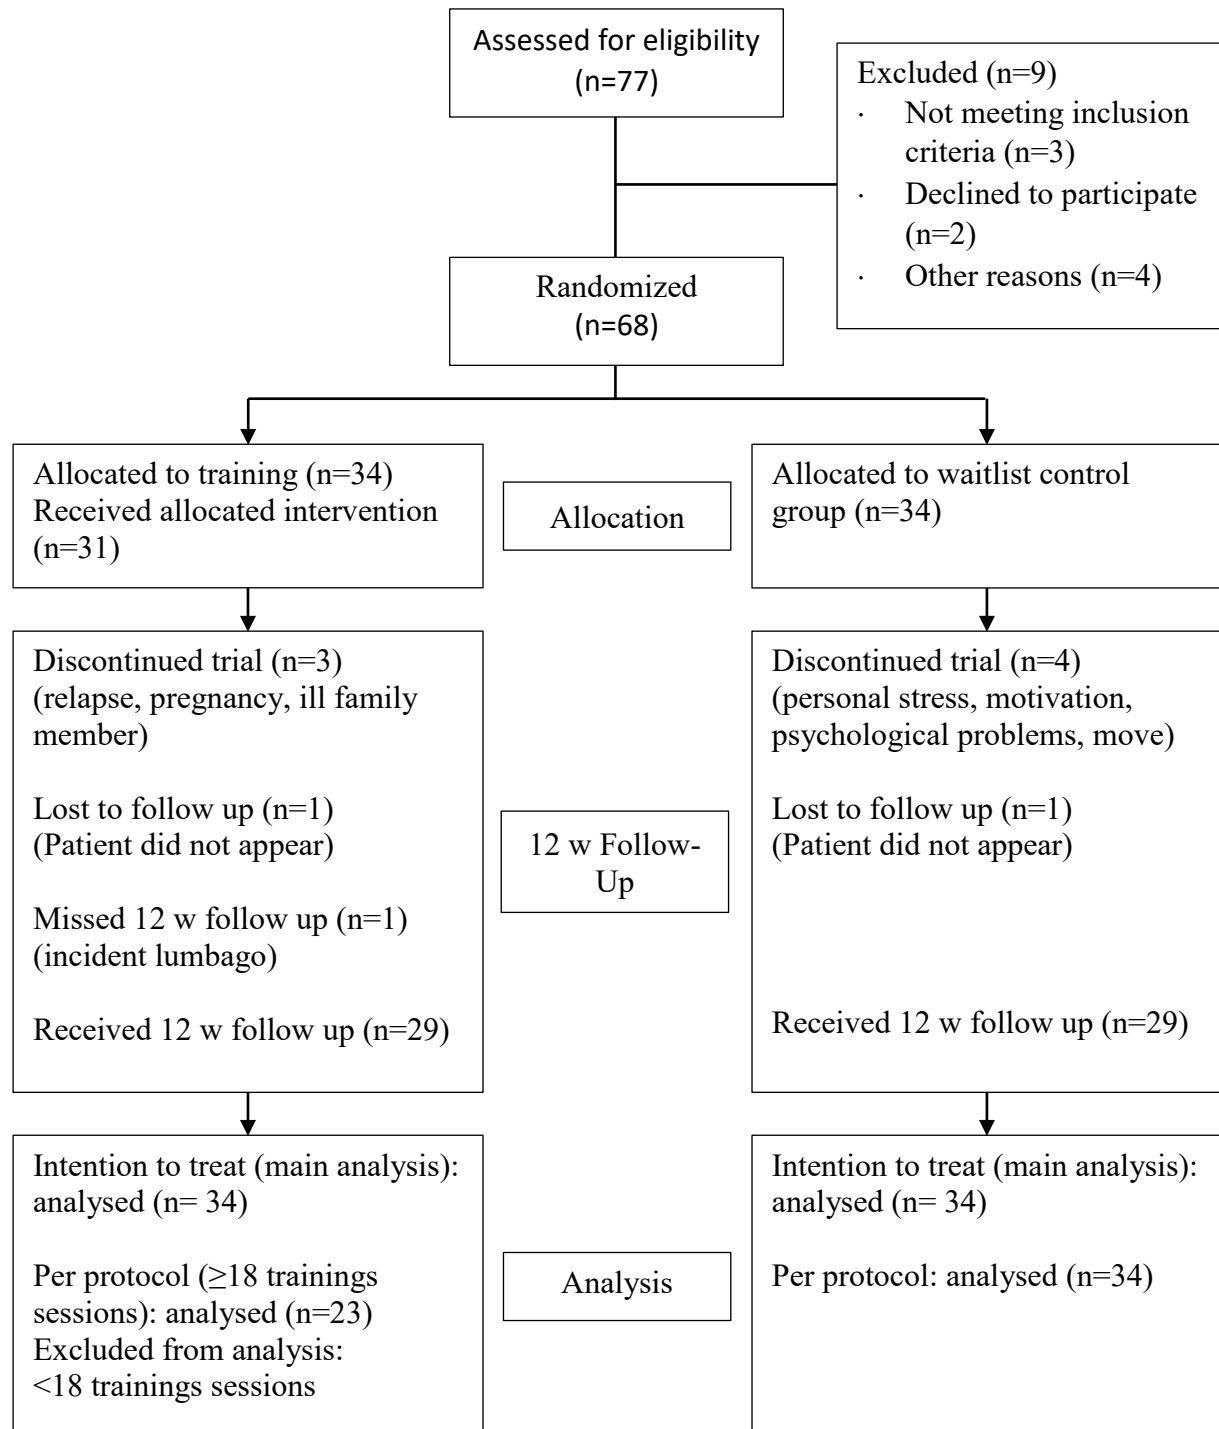 Assessed for eligibility
(n=77)
Excluded (n=9)
· Not meeting inclusion
criteria (n=3)
· Declined to participate
(n=2)
· Other reasons (n=4)
Randomized
(n=68)
Allocated to training (n=34)
Received allocated intervention
(n=31)
Allocation
Allocated to waitlist control
group (n=34)
Discontinued trial (n=3)
(relapse, pregnancy, ill family
member)
Lost to follow up (n=1)
(Patient did not appear)
Missed 12 w follow up (n=1)
(incident lumbago)
Received 12 w follow up (n=29)
12 w Follow-
Up
Discontinued trial (n=4)
(personal stress, motivation,
psychological problems, move)
Lost to follow up (n=1)
(Patient did not appear)
Received 12 w follow up (n=29)
Intention to treat (main analysis):
analysed (n= 34)
Per protocol (≥18 trainings
sessions): analysed (n=23)
Excluded from analysis:
<18 trainings sessions
Analysis
Intention to treat (main analysis):
analysed (n= 34)
Per protocol: analysed (n=34)